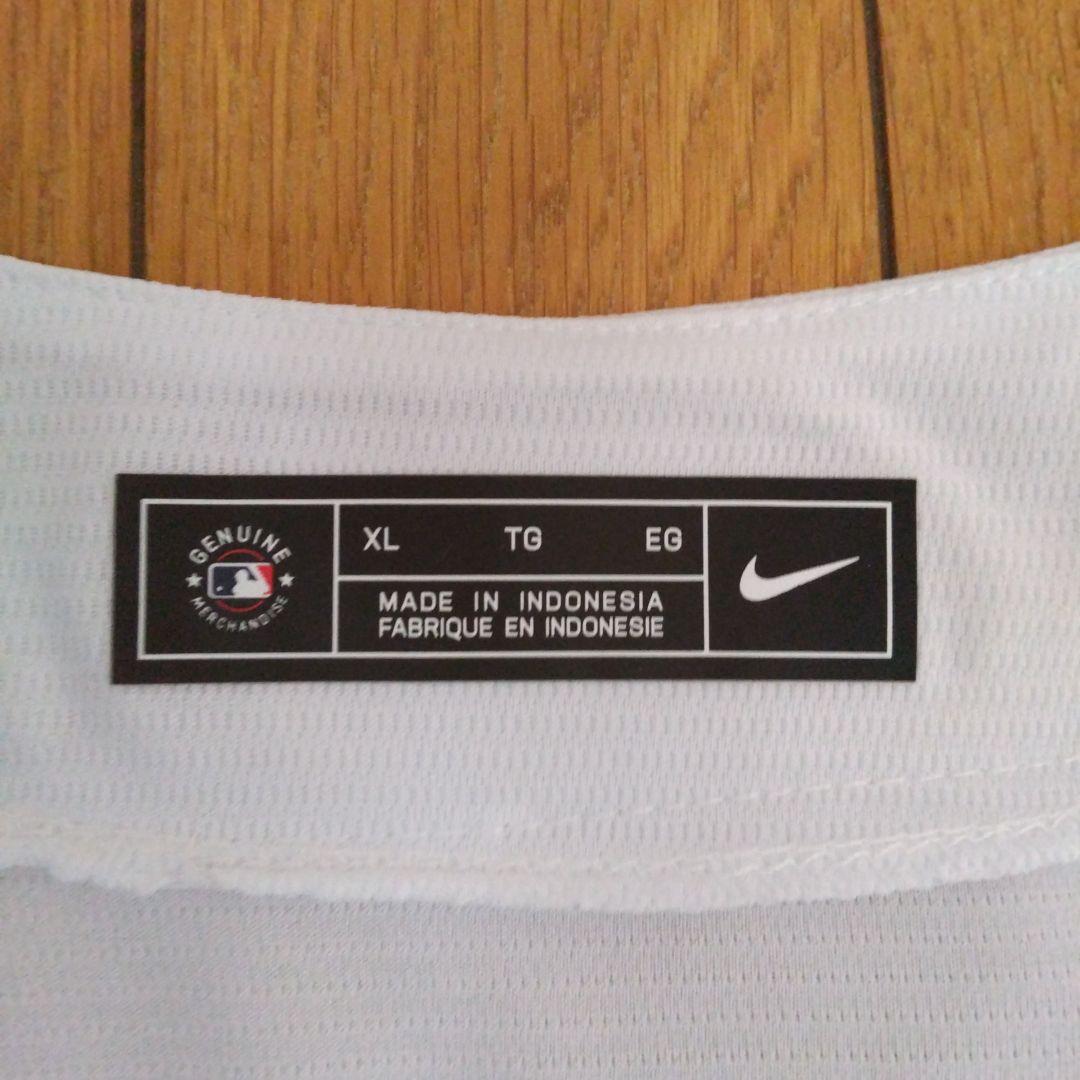 GENUINE
MERCHANDISE
XL TG EG
MADE IN INDONESIA
FABRIQUE EN INDONESIE